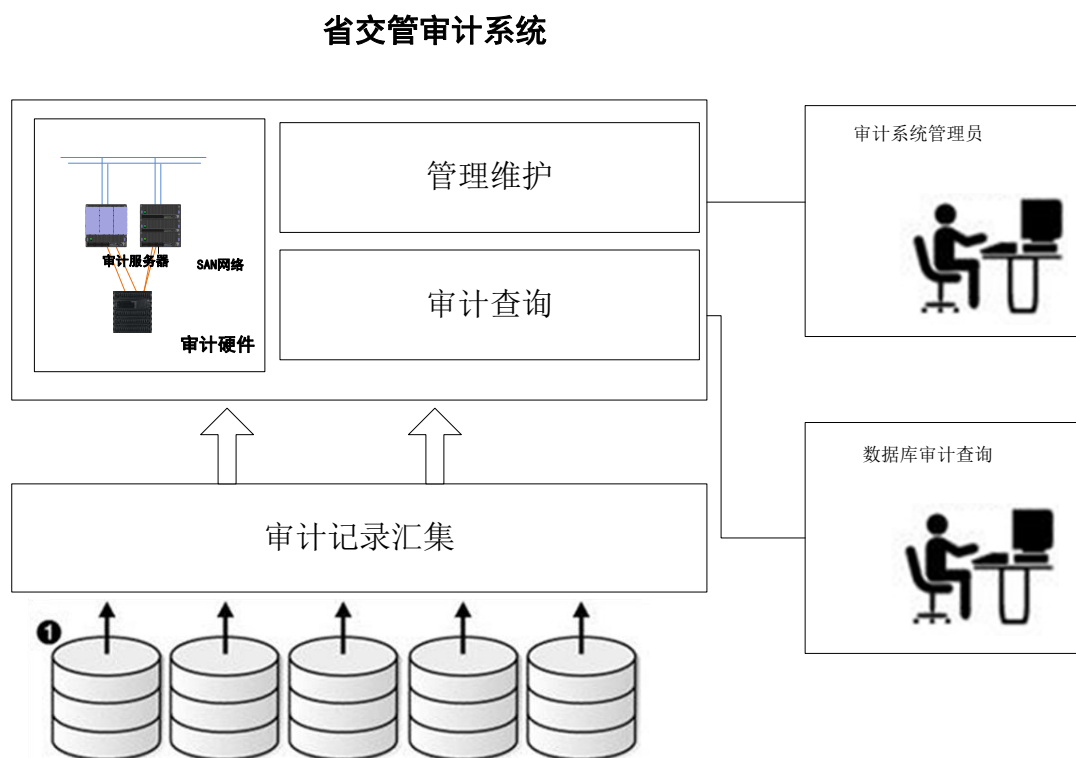 省交管审计系统
管理维护
审计系统管理员
审计服务器
SAN网络
审计查询
审计硬件
数据库审计查询
审计记录汇集
1